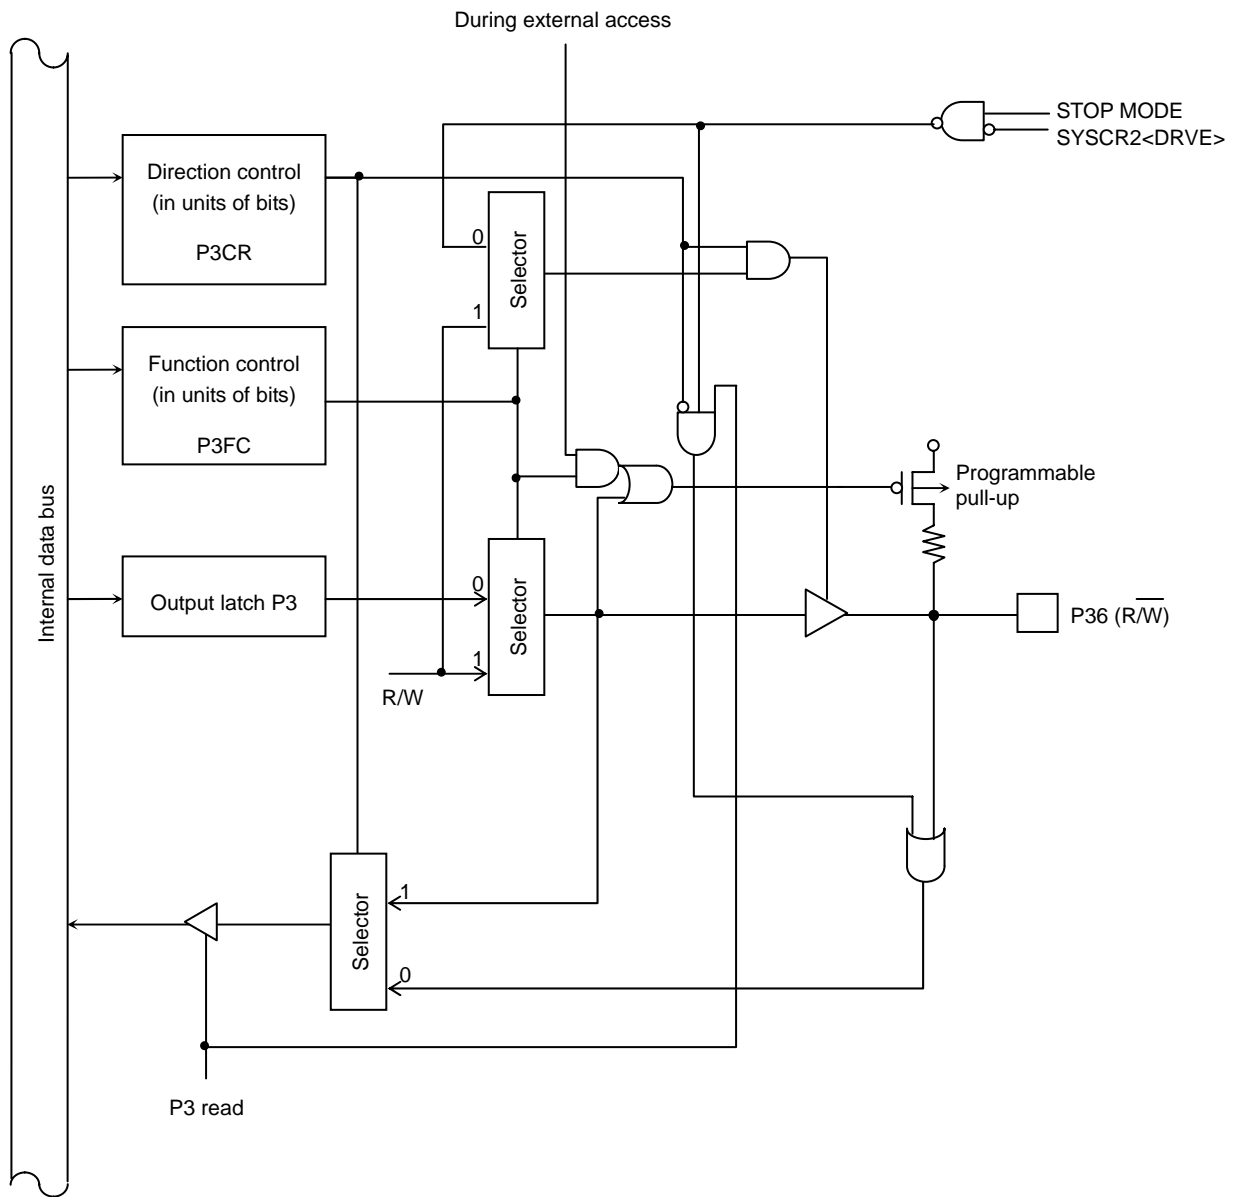 During external access
STOP MODE
SYSCR2<DRVE>
Direction control
(in units of bits)
P3CR
0
Selector
1
Function control
(in units of bits)
P3FC
Programmable
pull-up
Internal data bus
Output latch P3
0
Selector
1
P36 (R/W)
R/W
Selector
1
0
P3 read